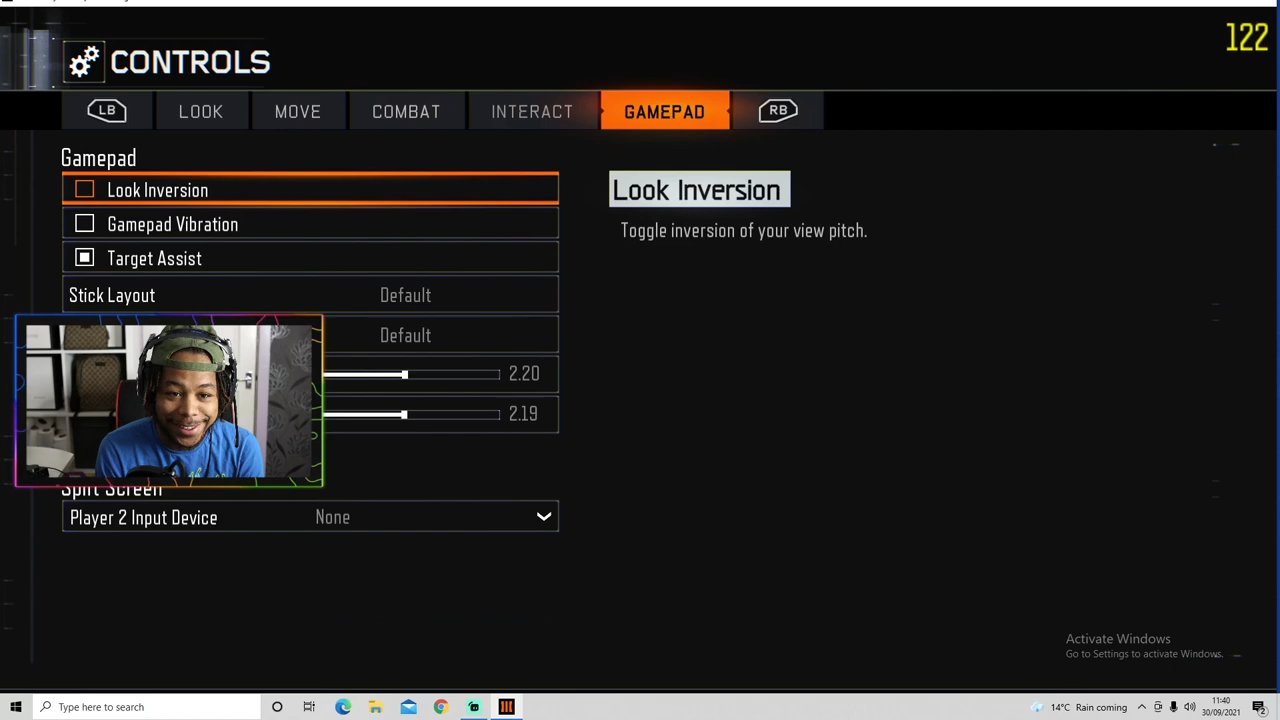 122
CONTROLS
LB LOOK MOVE COMBAT INTERACT GAMEPAD RB
Gamepad
Look Inversion
Gamepad Vibration
Target Assist
Stick Layout Default
Default
2.20
2.19
Split Screen
Player 2 Input Device None
Look Inversion
Toggle inversion of your view pitch.
Activate Windows
Go to Settings to activate Windows.
Type here to search
14°C Rain coming
11:40
30/09/2021
2